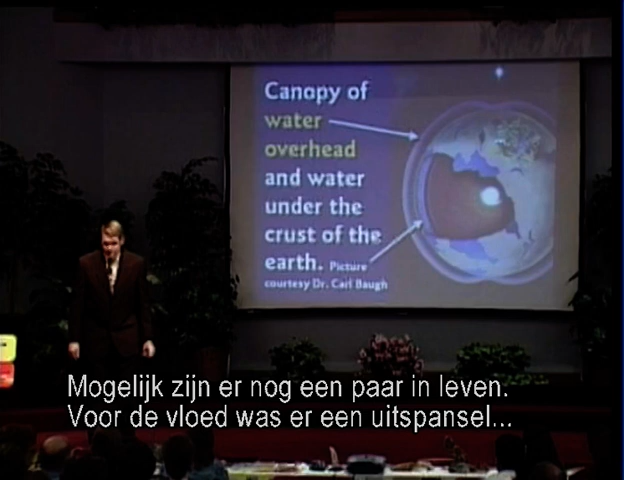 Canopy of
water
overhead
and water
under the
crust of the
earth. Picture
courtesy Dr. Carl Baugh
Mogelijk zijn er nog een paar in leven.
Voor de vloed was er een uitspansel...